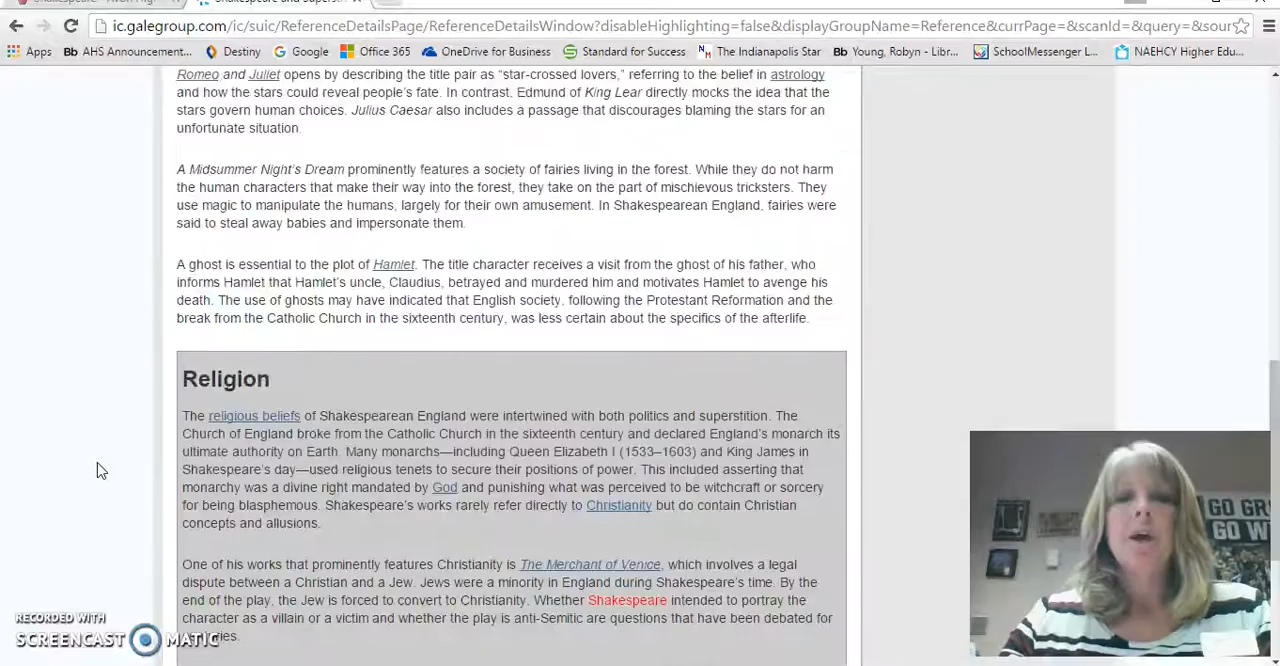 Shakespeare and Superst
ic.galegroup.com/ic/suic/ReferenceDetailsPage/ReferenceDetailsWindow?disableHighlighting=false&displayGroupName=Reference&currPage=&scanId=&query=&sour
Apps Bb AHS Announcement... Destiny Google Office 365 OneDrive for Business Standard for Success The Indianapolis Star Bb Young, Robyn - Libr... SchoolMessenger L... NAEHCY Higher Edu...
Romeo and Juliet opens by describing the title pair as “star-crossed lovers,” referring to the belief in astrology
and how the stars could reveal people’s fate. In contrast, Edmund of King Lear directly mocks the idea that the
stars govern human choices. Julius Caesar also includes a passage that discourages blaming the stars for an
unfortunate situation.
A Midsummer Night’s Dream prominently features a society of fairies living in the forest. While they do not harm
the human characters that make their way into the forest, they take on the part of mischievous tricksters. They
use magic to manipulate the humans, largely for their own amusement. In Shakespearean England, fairies were
said to steal away babies and impersonate them.
A ghost is essential to the plot of Hamlet. The title character receives a visit from the ghost of his father, who
informs Hamlet that Hamlet’s uncle, Claudius, betrayed and murdered him and motivates Hamlet to avenge his
death. The use of ghosts may have indicated that English society, following the Protestant Reformation and the
break from the Catholic Church in the sixteenth century, was less certain about the specifics of the afterlife.
Religion
The religious beliefs of Shakespearean England were intertwined with both politics and superstition. The
Church of England broke from the Catholic Church in the sixteenth century and declared England’s monarch its
ultimate authority on Earth. Many monarchs—including Queen Elizabeth I (1533–1603) and King James in
Shakespeare’s day—used religious tenets to secure their positions of power. This included asserting that
monarchy was a divine right mandated by God and punishing what was perceived to be witchcraft or sorcery
for being blasphemous. Shakespeare’s works rarely refer directly to Christianity but do contain Christian
concepts and allusions.
One of his works that prominently features Christianity is The Merchant of Venice, which involves a legal
dispute between a Christian and a Jew. Jews were a minority in England during Shakespeare’s time. By the
end of the play, the Jew is forced to convert to Christianity. Whether Shakespeare intended to portray the
character as a villain or a victim and whether the play is anti-Semitic are questions that have been debated for
ries.
RECORDED WITH
SCREENCAST MATIC
GO GR
GO W